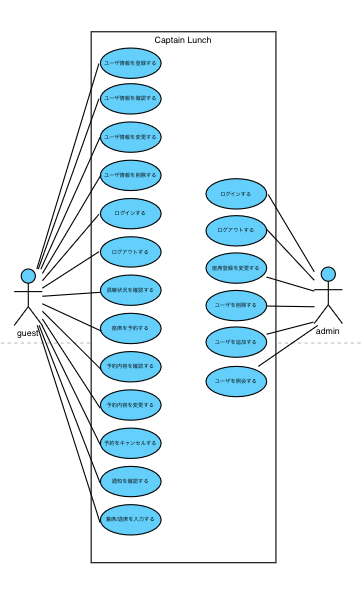 Captain Lunch
ユーザ情報を登録する
ユーザ情報を確認する
ユーザ情報を変更する
ユーザ情報を削除する
ログインする
ログアウトする
混雑状況を確認する
座席を予約する
予約内容を確認する
予約内容を変更する
予約をキャンセルする
通知を確認する
着席/退席を入力する
ログインする
ログアウトする
座席登録を変更する
ユーザを削除する
ユーザを追加する
ユーザを照会する
guest
admin